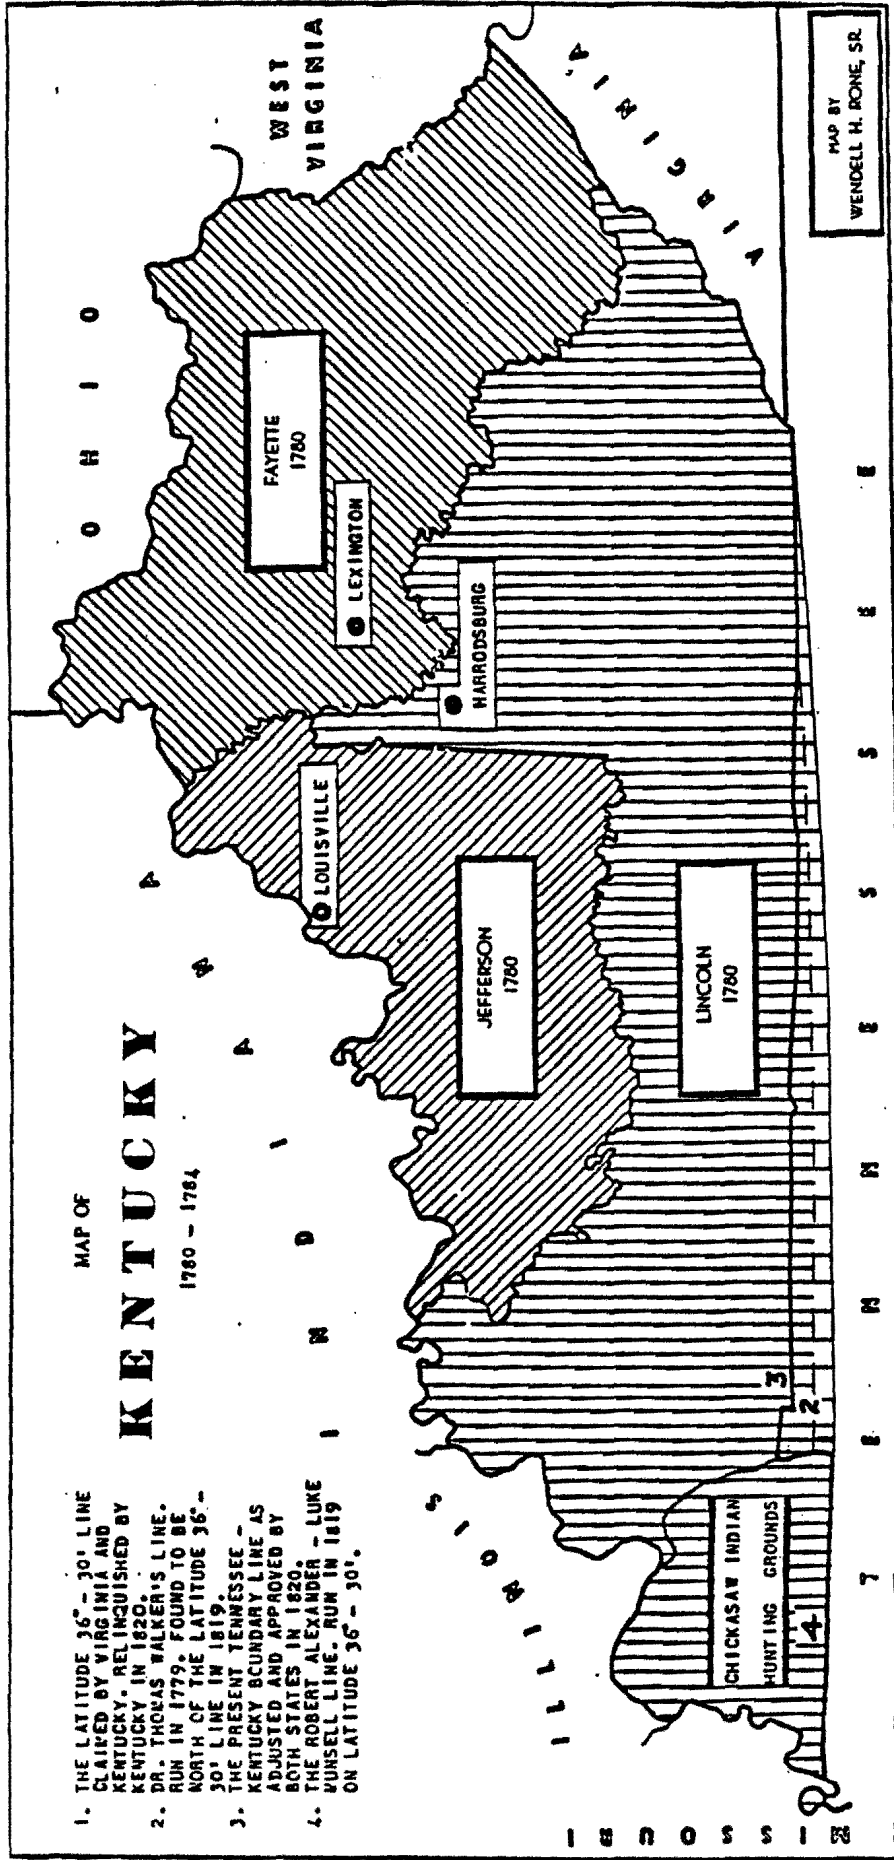 MAP OF
KENTUCKY
1780 - 1784
1. THE LATITUDE 36° - 30' LINE
CLAIMED BY VIRGINIA AND
KENTUCKY. RELINQUISHED BY
KENTUCKY IN 1820.
2. DR. THOMAS WALKER'S LINE.
RUN IN 1779. FOUND TO BE
NORTH OF THE LATITUDE 36° -
30' LINE IN 1819.
3. THE PRESENT TENNESSEE -
KENTUCKY BOUNDARY LINE AS
ADJUSTED AND APPROVED BY
BOTH STATES IN 1820.
4. THE ROBERT ALEXANDER - LUKE
MUNSELL LINE. RUN IN 1819
ON LATITUDE 36° - 30'.
OHIO
WEST
VIRGINIA
INDIANA
ILLINOIS
FAYETTE
1780
LEXINGTON
LOUISVILLE
HARRODSBURG
JEFFERSON
1780
LINCOLN
1780
VIRGINIA
CHICKASAW INDIAN
HUNTING GROUNDS
3
2
4
MISSOURI
TENNESSEE
MAP BY
WENDELL H. RONE, SR.